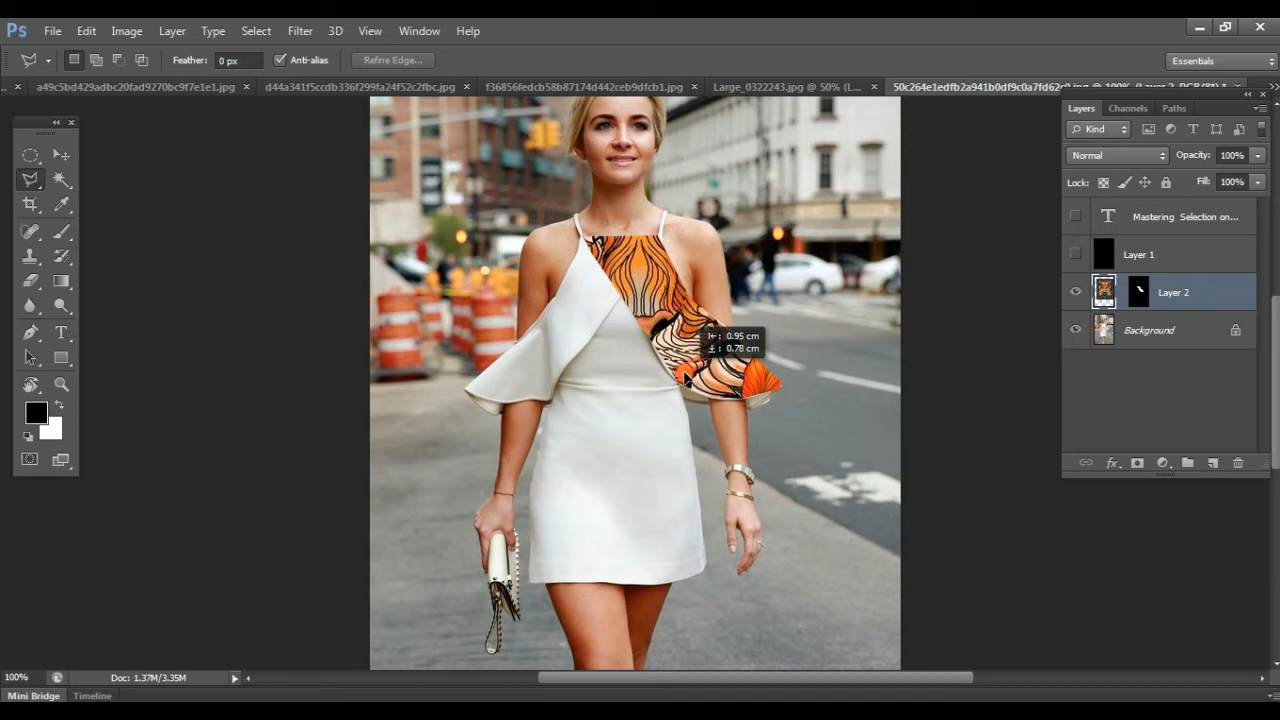 Ps File Edit Image Layer Type Select Filter 3D View Window Help
Feather: 0 px Anti-alias Refine Edge... Essentials
... × a49c5bd429adbc20fad9270bc9f7e1e1.jpg × d44a341f5ccdb336f299fa24f52c2fbc.jpg × f36856fedcb58b87174d442ceb9dfcb1.jpg × Large_0322243.jpg @ 50% (L... ×
Layers Channels Paths
Kind
Normal Opacity: 100%
Lock: Fill: 100%
Mastering Selection on...
Layer 1
Layer 2
Background
: 0.95 cm
: 0.78 cm
100% Doc: 1.37M/3.35M
Mini Bridge Timeline